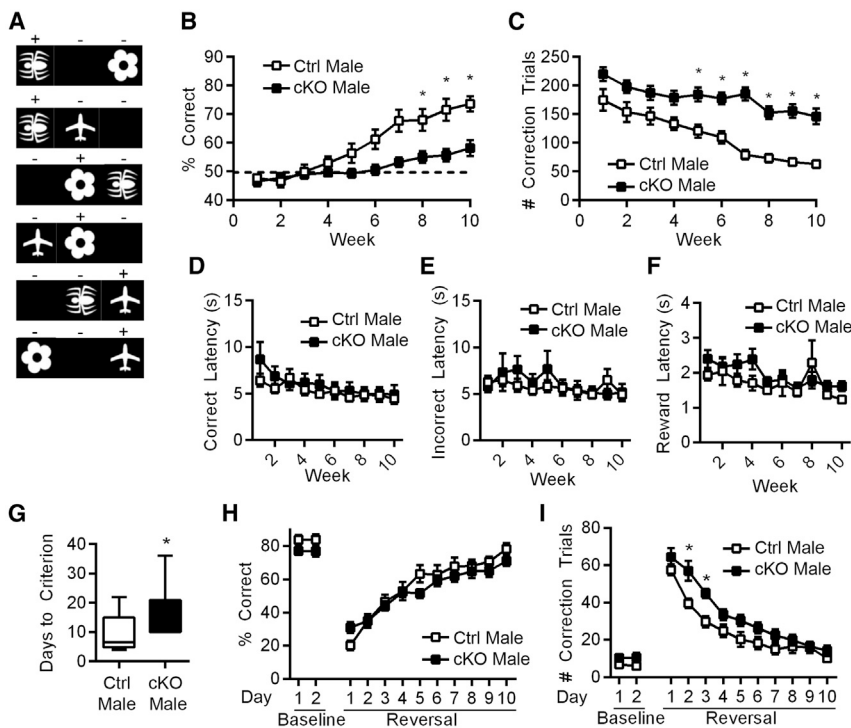 A
+ - -
+ - -
- + -
- + -
- - +
- - +
B
% Correct
90
80
70
60
50
40
Ctrl Male
cKO Male
* * *
0 2 4 6 8 10
Week
C
# Correction Trials
250
200
150
100
50
0
* * * * * *
Ctrl Male
cKO Male
0 2 4 6 8 10
Week
D
Correct Latency (s)
15
10
5
0
Ctrl Male
cKO Male
2 4 6 8 10
Week
E
Incorrect Latency (s)
15
10
5
0
Ctrl Male
cKO Male
2 4 6 8 10
Week
F
Reward Latency (s)
4
3
2
1
0
Ctrl Male
cKO Male
2 4 6 8 10
Week
G
Days to Criterion
40
30
20
10
0
*
Ctrl Male
cKO Male
H
% Correct
80
60
40
20
0
Ctrl Male
cKO Male
Day 1 2 1 2 3 4 5 6 7 8 9 10
Baseline Reversal
I
# Correction Trials
80
60
40
20
0
* *
Ctrl Male
cKO Male
Day 1 2 1 2 3 4 5 6 7 8 9 10
Baseline Reversal